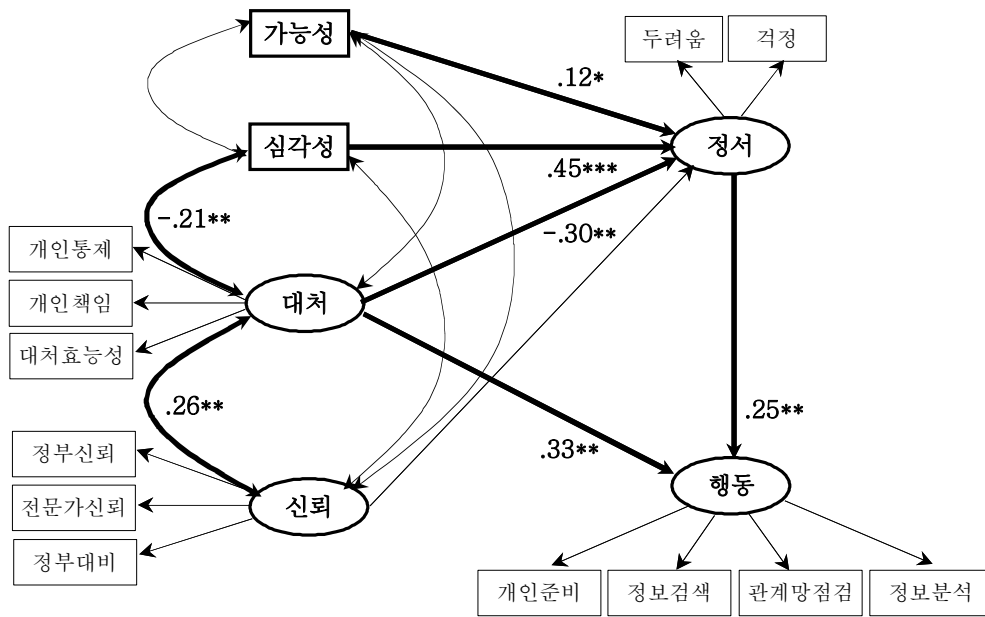 가능성
두려움
걱정
.12*
심각성
정서
.45***
-.21**
-.30**
개인통제
개인책임
대처
대처효능성
.26**
.25**
.33**
정부신뢰
행동
전문가신뢰
신뢰
정부대비
개인준비
정보검색
관계망점검
정보분석